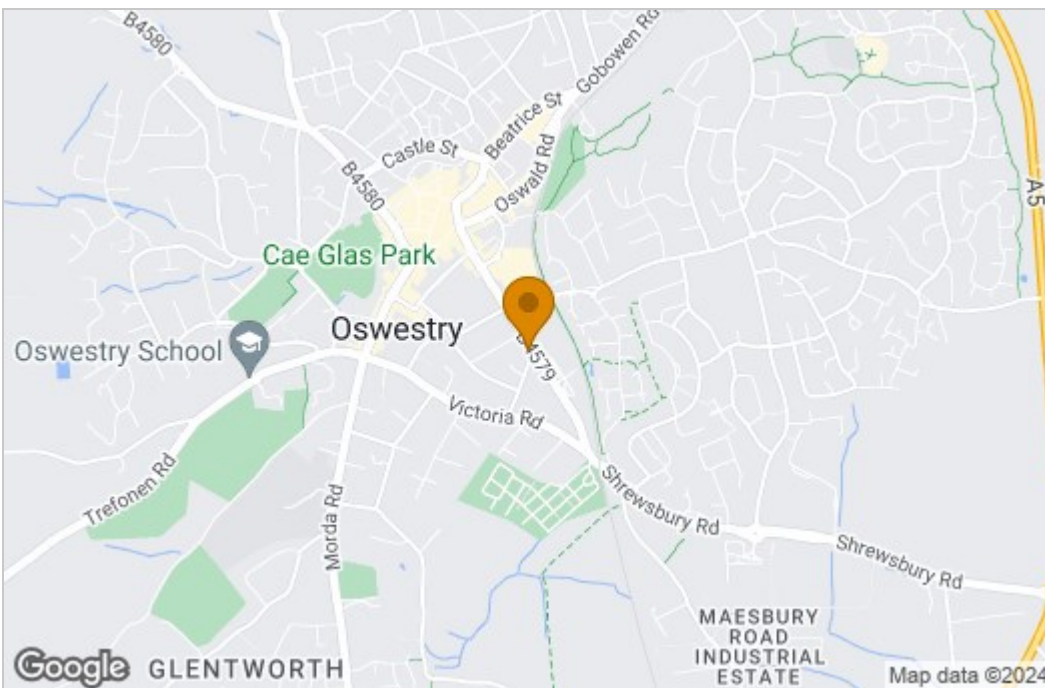 B4580
Gobowen Rd
Beatrice St
Castle St
B4580
Oswald Rd
A5
Cae Glas Park
Oswestry
Oswestry School
B4579
Victoria Rd
Trefonen Rd
Morda Rd
Shrewsbury Rd
Shrewsbury Rd
MAESBURY
ROAD
INDUSTRIAL
ESTATE
Google
GLENTWORTH
Map data ©2024